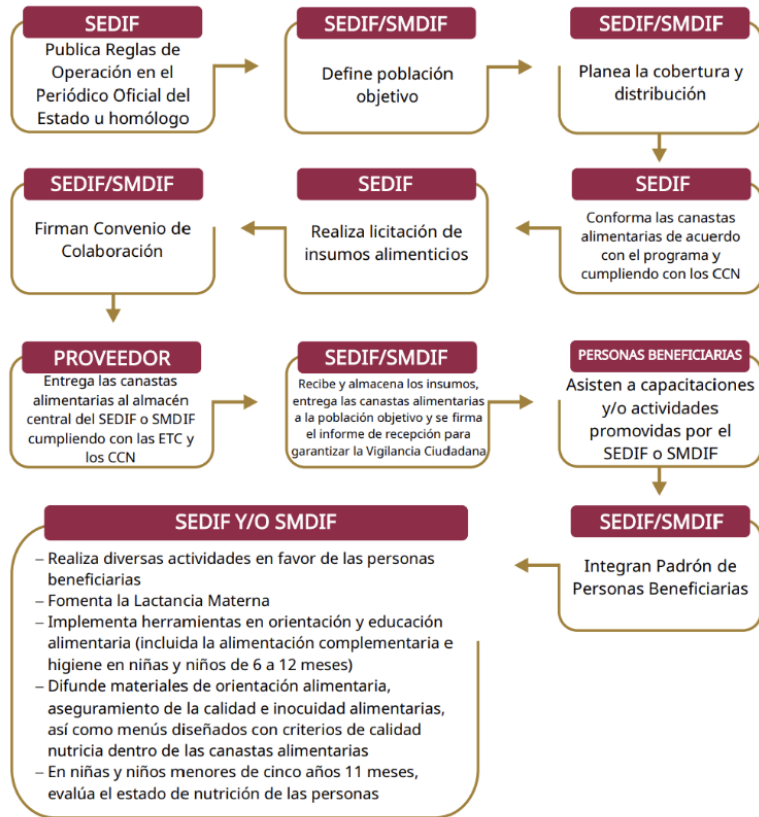 SEDIF
Publica Reglas de
Operación en el
Periódico Oficial del
Estado u homólogo
SEDIF/SMDIF
Define población
objetivo
SEDIF/SMDIF
Planea la cobertura y
distribución
SEDIF
Conforma las canastas
alimentarias de acuerdo
con el programa y
cumpliendo con los CCN
SEDIF
Realiza licitación de
insumos alimenticios
SEDIF/SMDIF
Firman Convenio de
Colaboración
PROVEEDOR
Entrega las canastas
alimentarias al almacén
central del SEDIF o SMDIF
cumpliendo con las ETC y
los CCN
SEDIF/SMDIF
Recibe y almacena los insumos,
entrega las canastas alimentarias
a la población objetivo y se firma
el informe de recepción para
garantizar la Vigilancia Ciudadana
PERSONAS BENEFICIARIAS
Asisten a capacitaciones
y/o actividades
promovidas por el
SEDIF o SMDIF
SEDIF/SMDIF
Integran Padrón de
Personas Beneficiarias
SEDIF Y/O SMDIF
– Realiza diversas actividades en favor de las personas
beneficiarias
– Fomenta la Lactancia Materna
– Implementa herramientas en orientación y educación
alimentaria (incluida la alimentación complementaria e
higiene en niñas y niños de 6 a 12 meses)
– Difunde materiales de orientación alimentaria,
aseguramiento de la calidad e inocuidad alimentarias,
así como menús diseñados con criterios de calidad
nutricia dentro de las canastas alimentarias
– En niñas y niños menores de cinco años 11 meses,
evalúa el estado de nutrición de las personas